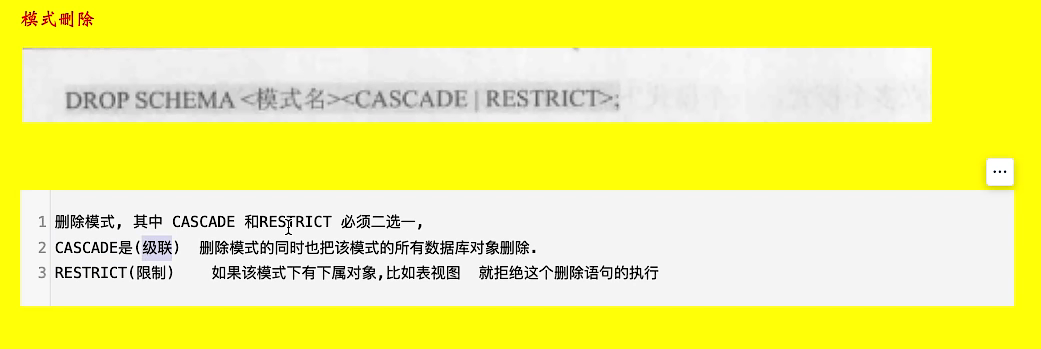 模式删除
DROP SCHEMA <模式名><CASCADE | RESTRICT>;
...
1 删除模式, 其中 CASCADE 和RESTRICT 必须二选一,
2 CASCADE是(级联) 删除模式的同时也把该模式的所有数据库对象删除.
3 RESTRICT(限制) 如果该模式下有下属对象,比如表视图 就拒绝这个删除语句的执行